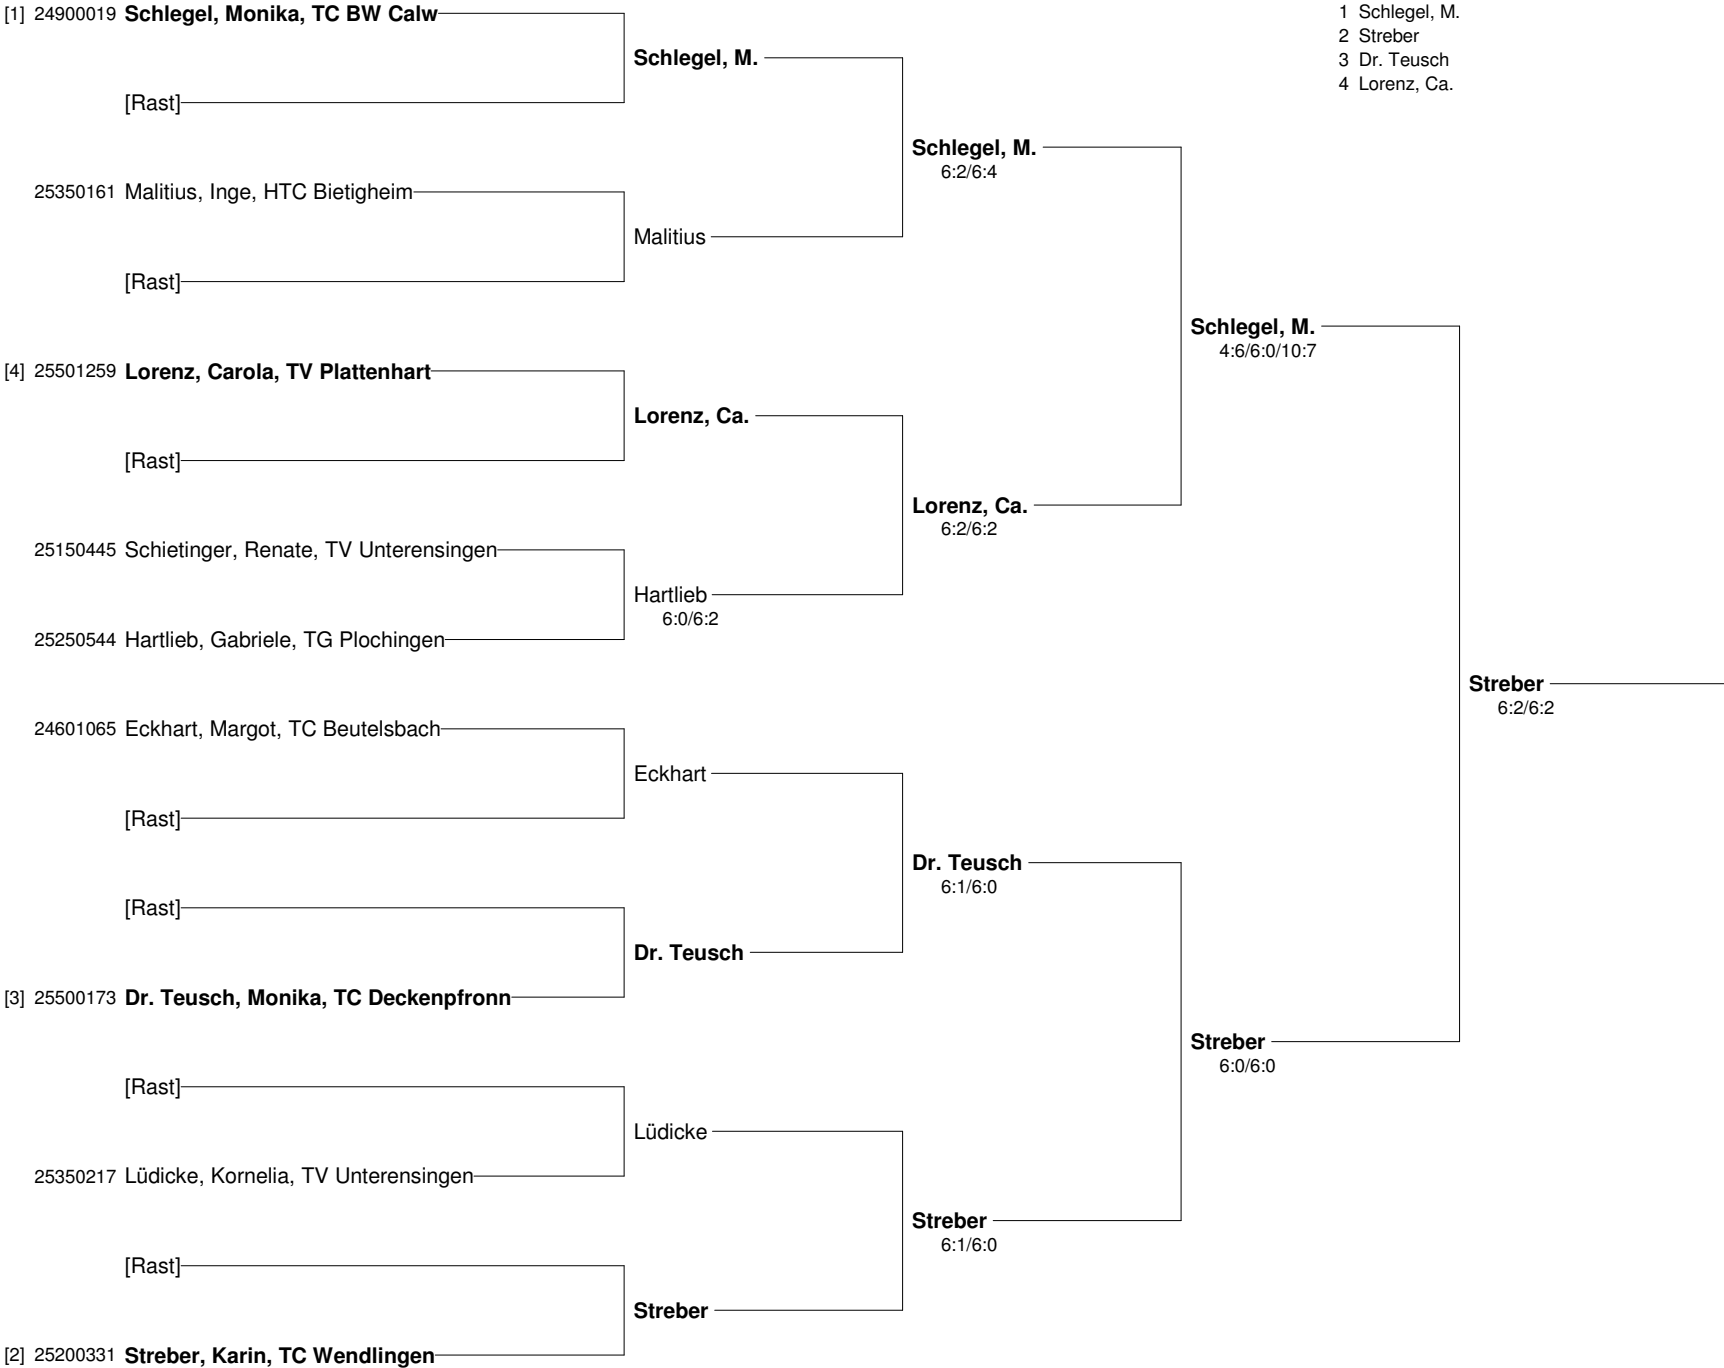 [1] 24900019 Schlegel, Monika, TC BW Calw
1 Schlegel, M.
2 Streber
3 Dr. Teusch
4 Lorenz, Ca.
Schlegel, M.
[Rast]
Schlegel, M.
6:2/6:4
25350161 Malitius, Inge, HTC Bietigheim
Malitius
[Rast]
Schlegel, M.
4:6/6:0/10:7
[4] 25501259 Lorenz, Carola, TV Plattenhart
Lorenz, Ca.
[Rast]
Lorenz, Ca.
6:2/6:2
25150445 Schietinger, Renate, TV Unterensingen
Hartlieb
6:0/6:2
25250544 Hartlieb, Gabriele, TG Plochingen
Streber
6:2/6:2
24601065 Eckhart, Margot, TC Beutelsbach
Eckhart
[Rast]
Dr. Teusch
6:1/6:0
[Rast]
Dr. Teusch
[3] 25500173 Dr. Teusch, Monika, TC Deckenpfronn
Streber
6:0/6:0
[Rast]
Lüdicke
25350217 Lüdicke, Kornelia, TV Unterensingen
Streber
6:1/6:0
[Rast]
Streber
[2] 25200331 Streber, Karin, TC Wendlingen